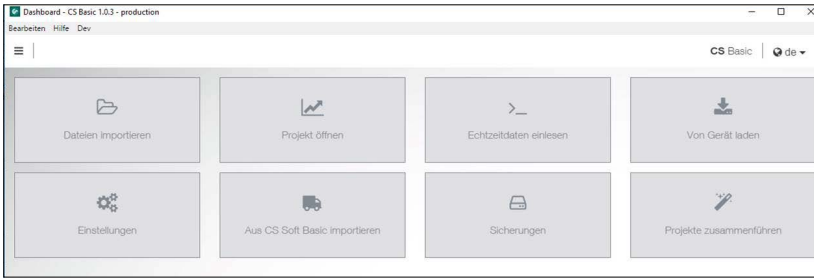 Dashboard - CS Basic 1.0.3 - production
Bearbeiten Hilfe Dev
CS Basic de
Dateien importieren Projekt öffnen Echtzeitdaten einlesen Von Gerät laden
Einstellungen Aus CS Soft Basic importieren Sicherungen Projekte zusammenführen